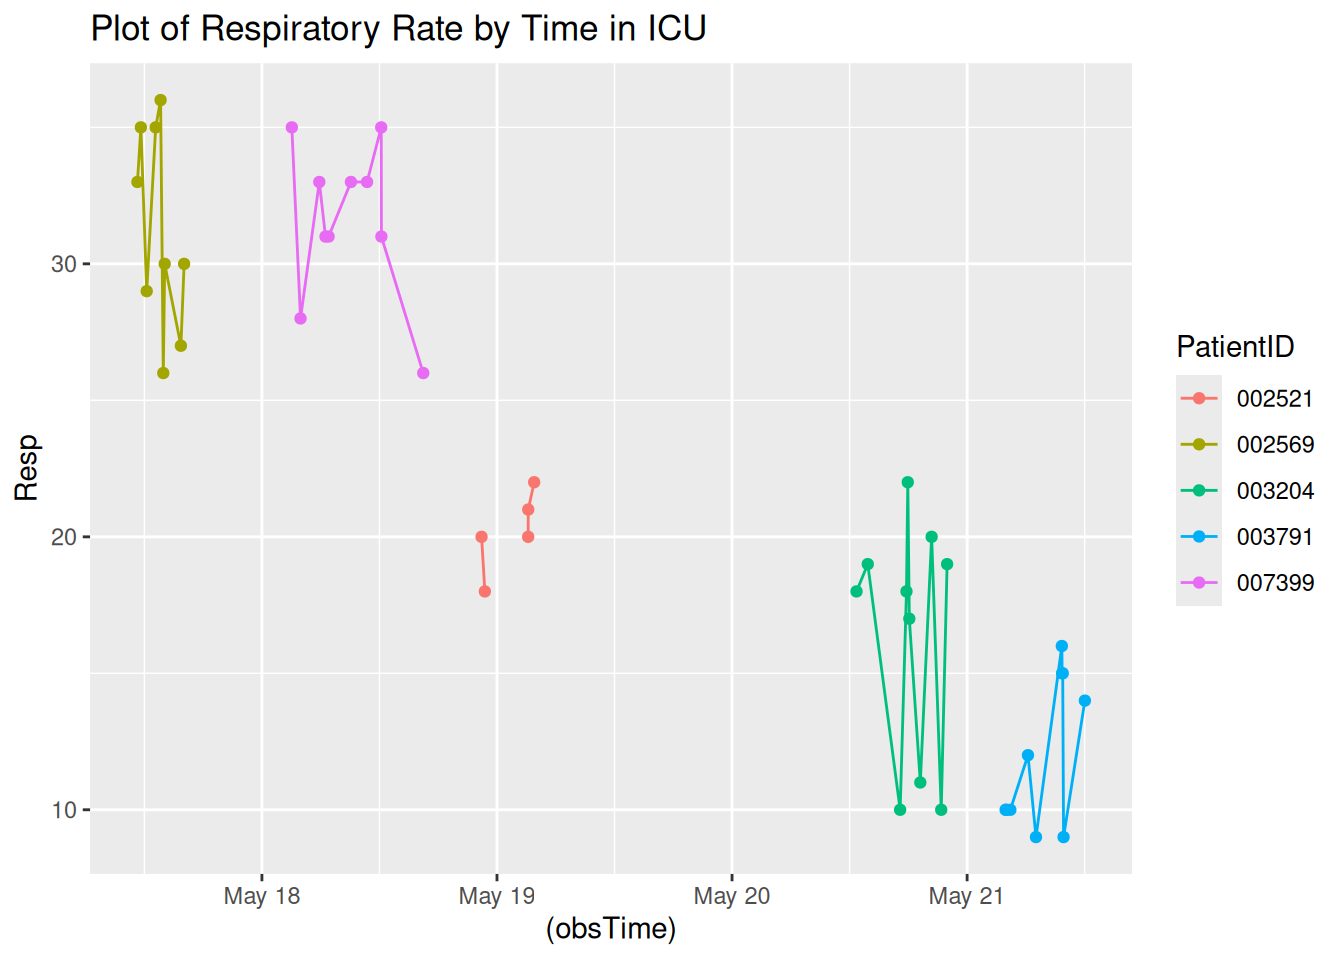 Plot of Respiratory Rate by Time in ICU
Resp
30
20
10
May 18
May 19
May 20
May 21
(obsTime)
PatientID
002521
002569
003204
003791
007399